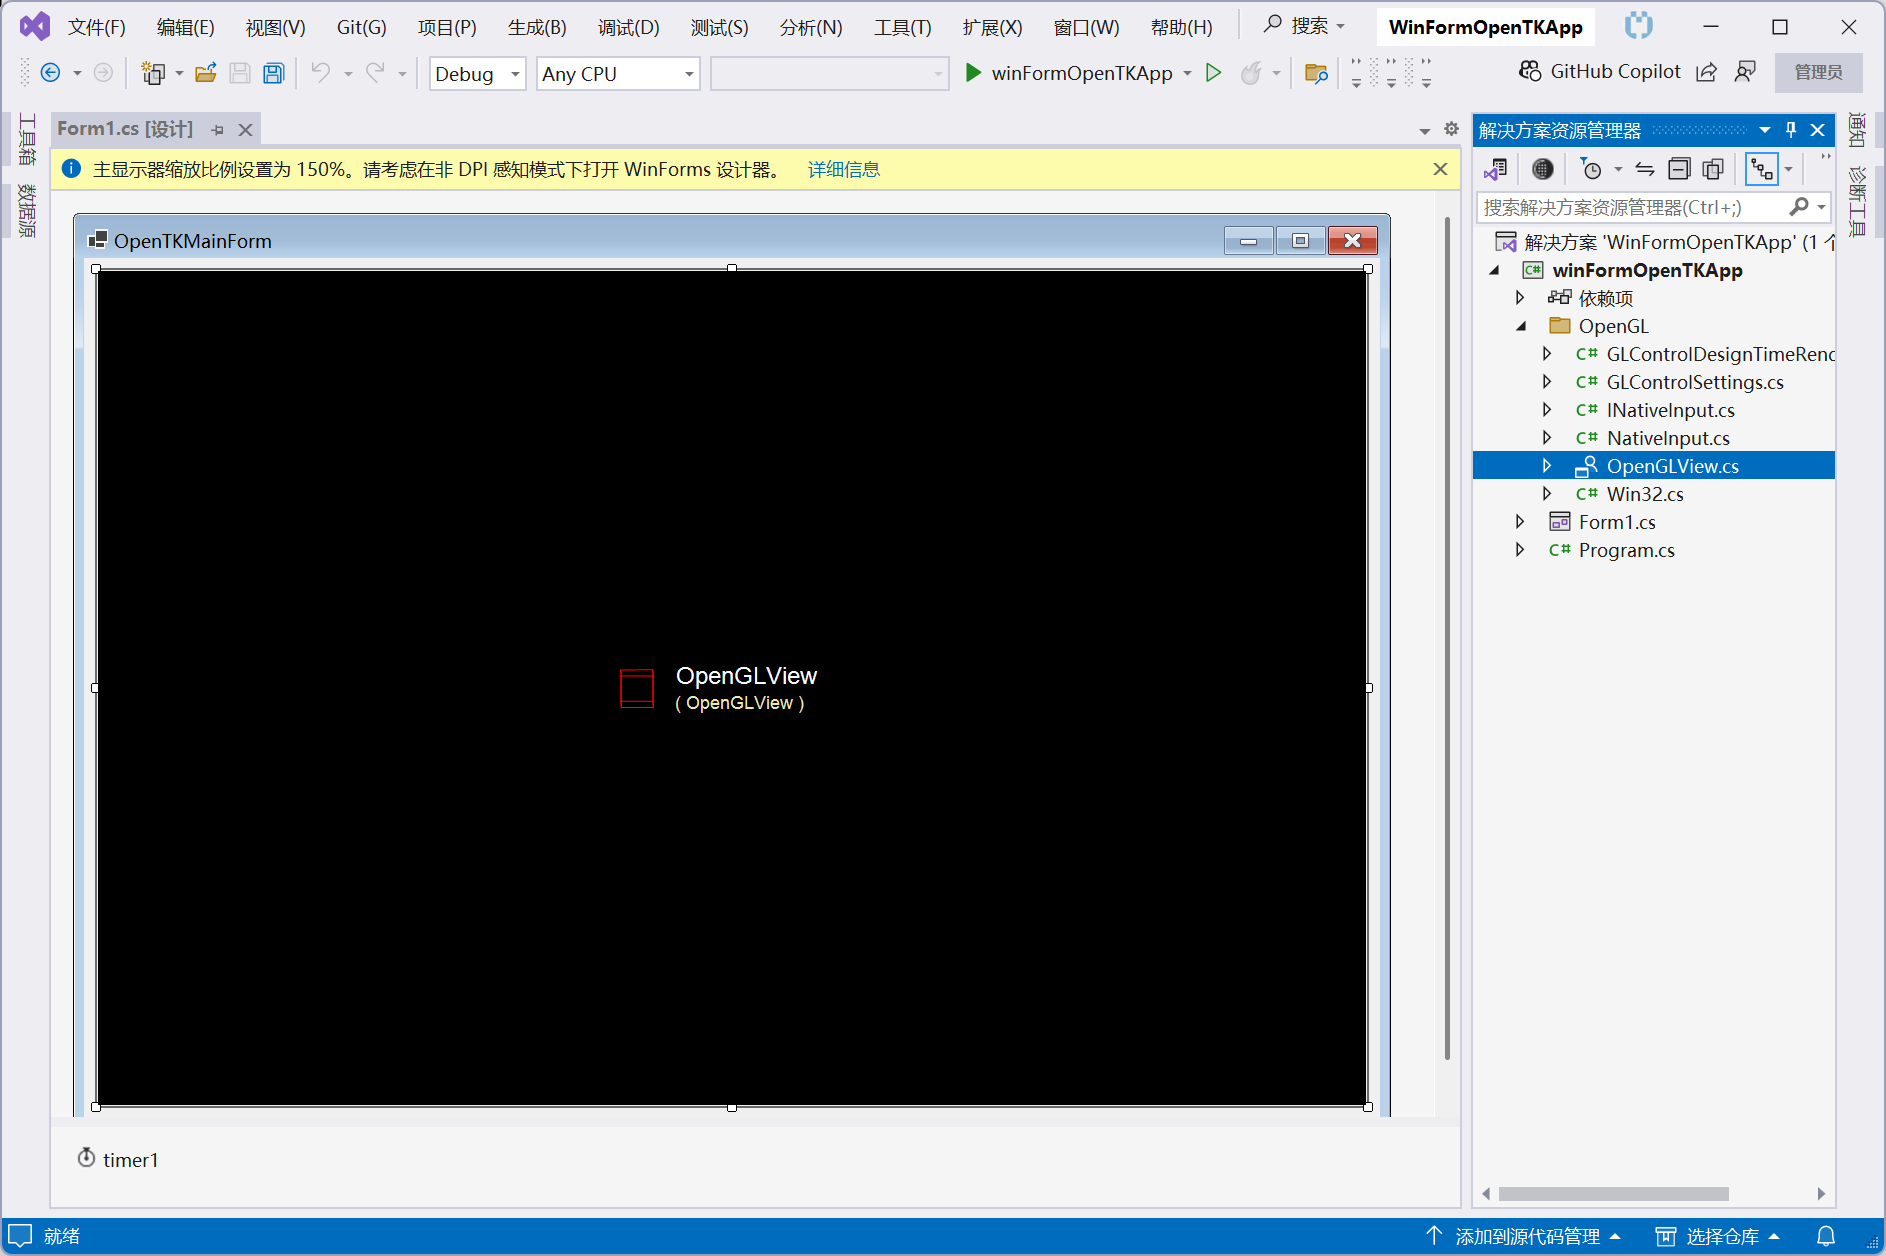 文件(F) 编辑(E) 视图(V) Git(G) 项目(P) 生成(B) 调试(D) 测试(S) 分析(N) 工具(T) 扩展(X) 窗口(W) 帮助(H) 搜索 WinFormOpenTKApp
Debug Any CPU winFormOpenTKApp GitHub Copilot 管理员
工具箱
数据源
Form1.cs [设计]
主显示器缩放比例设置为 150%。请考虑在非 DPI 感知模式下打开 WinForms 设计器。 详细信息
OpenTKMainForm
OpenGLView
( OpenGLView )
timer1
解决方案资源管理器
搜索解决方案资源管理器(Ctrl+;)
解决方案 'WinFormOpenTKApp' (1 个
winFormOpenTKApp
依赖项
OpenGL
C# GLControlDesignTimeRend
C# GLControlSettings.cs
C# INativeInput.cs
C# NativeInput.cs
OpenGLView.cs
C# Win32.cs
Form1.cs
C# Program.cs
通知
诊断工具
就绪 添加到源代码管理 选择仓库